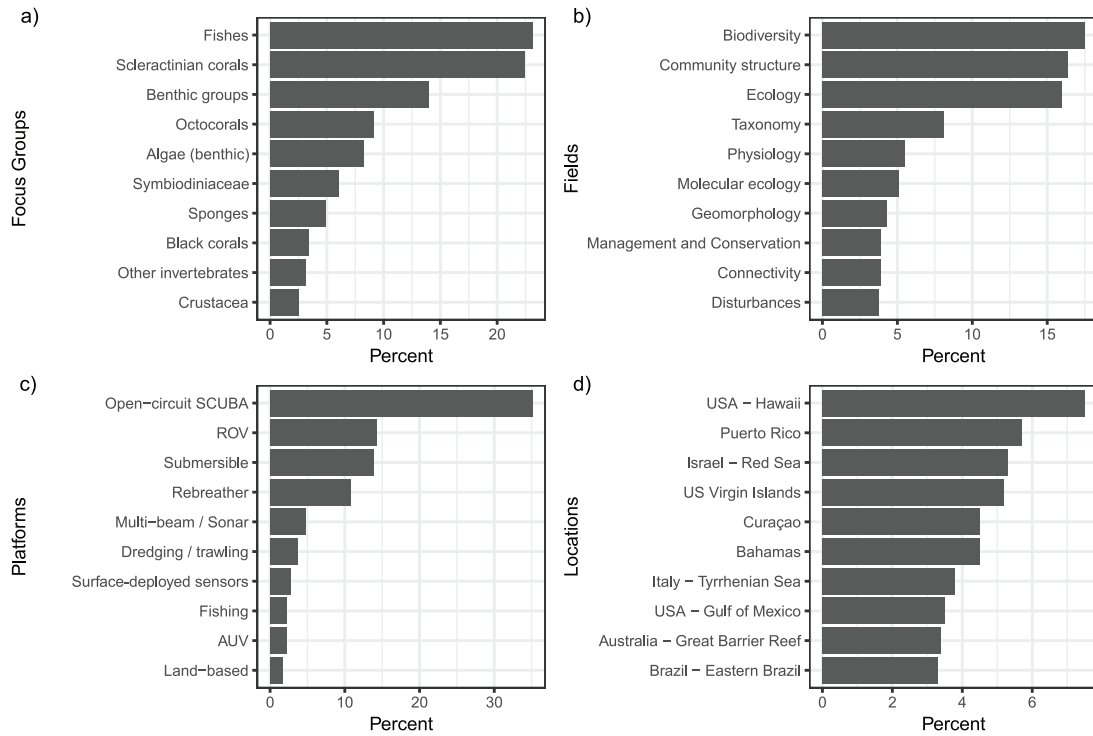 a)
Focus Groups
Fishes
Scleractinian corals
Benthic groups
Octocorals
Algae (benthic)
Symbiodiniaceae
Sponges
Black corals
Other invertebrates
Crustacea
0 5 10 15 20
Percent
b)
Fields
Biodiversity
Community structure
Ecology
Taxonomy
Physiology
Molecular ecology
Geomorphology
Management and Conservation
Connectivity
Disturbances
0 5 10 15
Percent
c)
Platforms
Open−circuit SCUBA
ROV
Submersible
Rebreather
Multi−beam / Sonar
Dredging / trawling
Surface-deployed sensors
Fishing
AUV
Land−based
0 10 20 30
Percent
d)
Locations
USA − Hawaii
Puerto Rico
Israel − Red Sea
US Virgin Islands
Curaçao
Bahamas
Italy − Tyrrhenian Sea
USA − Gulf of Mexico
Australia − Great Barrier Reef
Brazil − Eastern Brazil
0 2 4 6
Percent